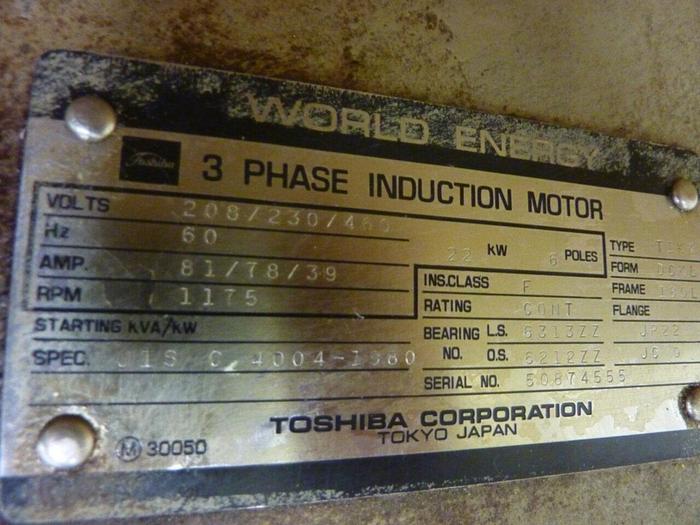 WORLD ENERGY
Toshiba 3 PHASE INDUCTION MOTOR
VOLTS 208/230/460
Hz 60 22 kW 6 POLES TYPE
AMP. 81/78/39 INS.CLASS F FORM
RPM 1175 RATING CONT FRAME
STARTING KVA/KW BEARING L.S. 6313ZZ FLANGE
SPEC. JIS C 4004-1980 NO. O.S. 6212ZZ JP22
SERIAL NO. 50874555
TOSHIBA CORPORATION
TOKYO JAPAN
M 30050